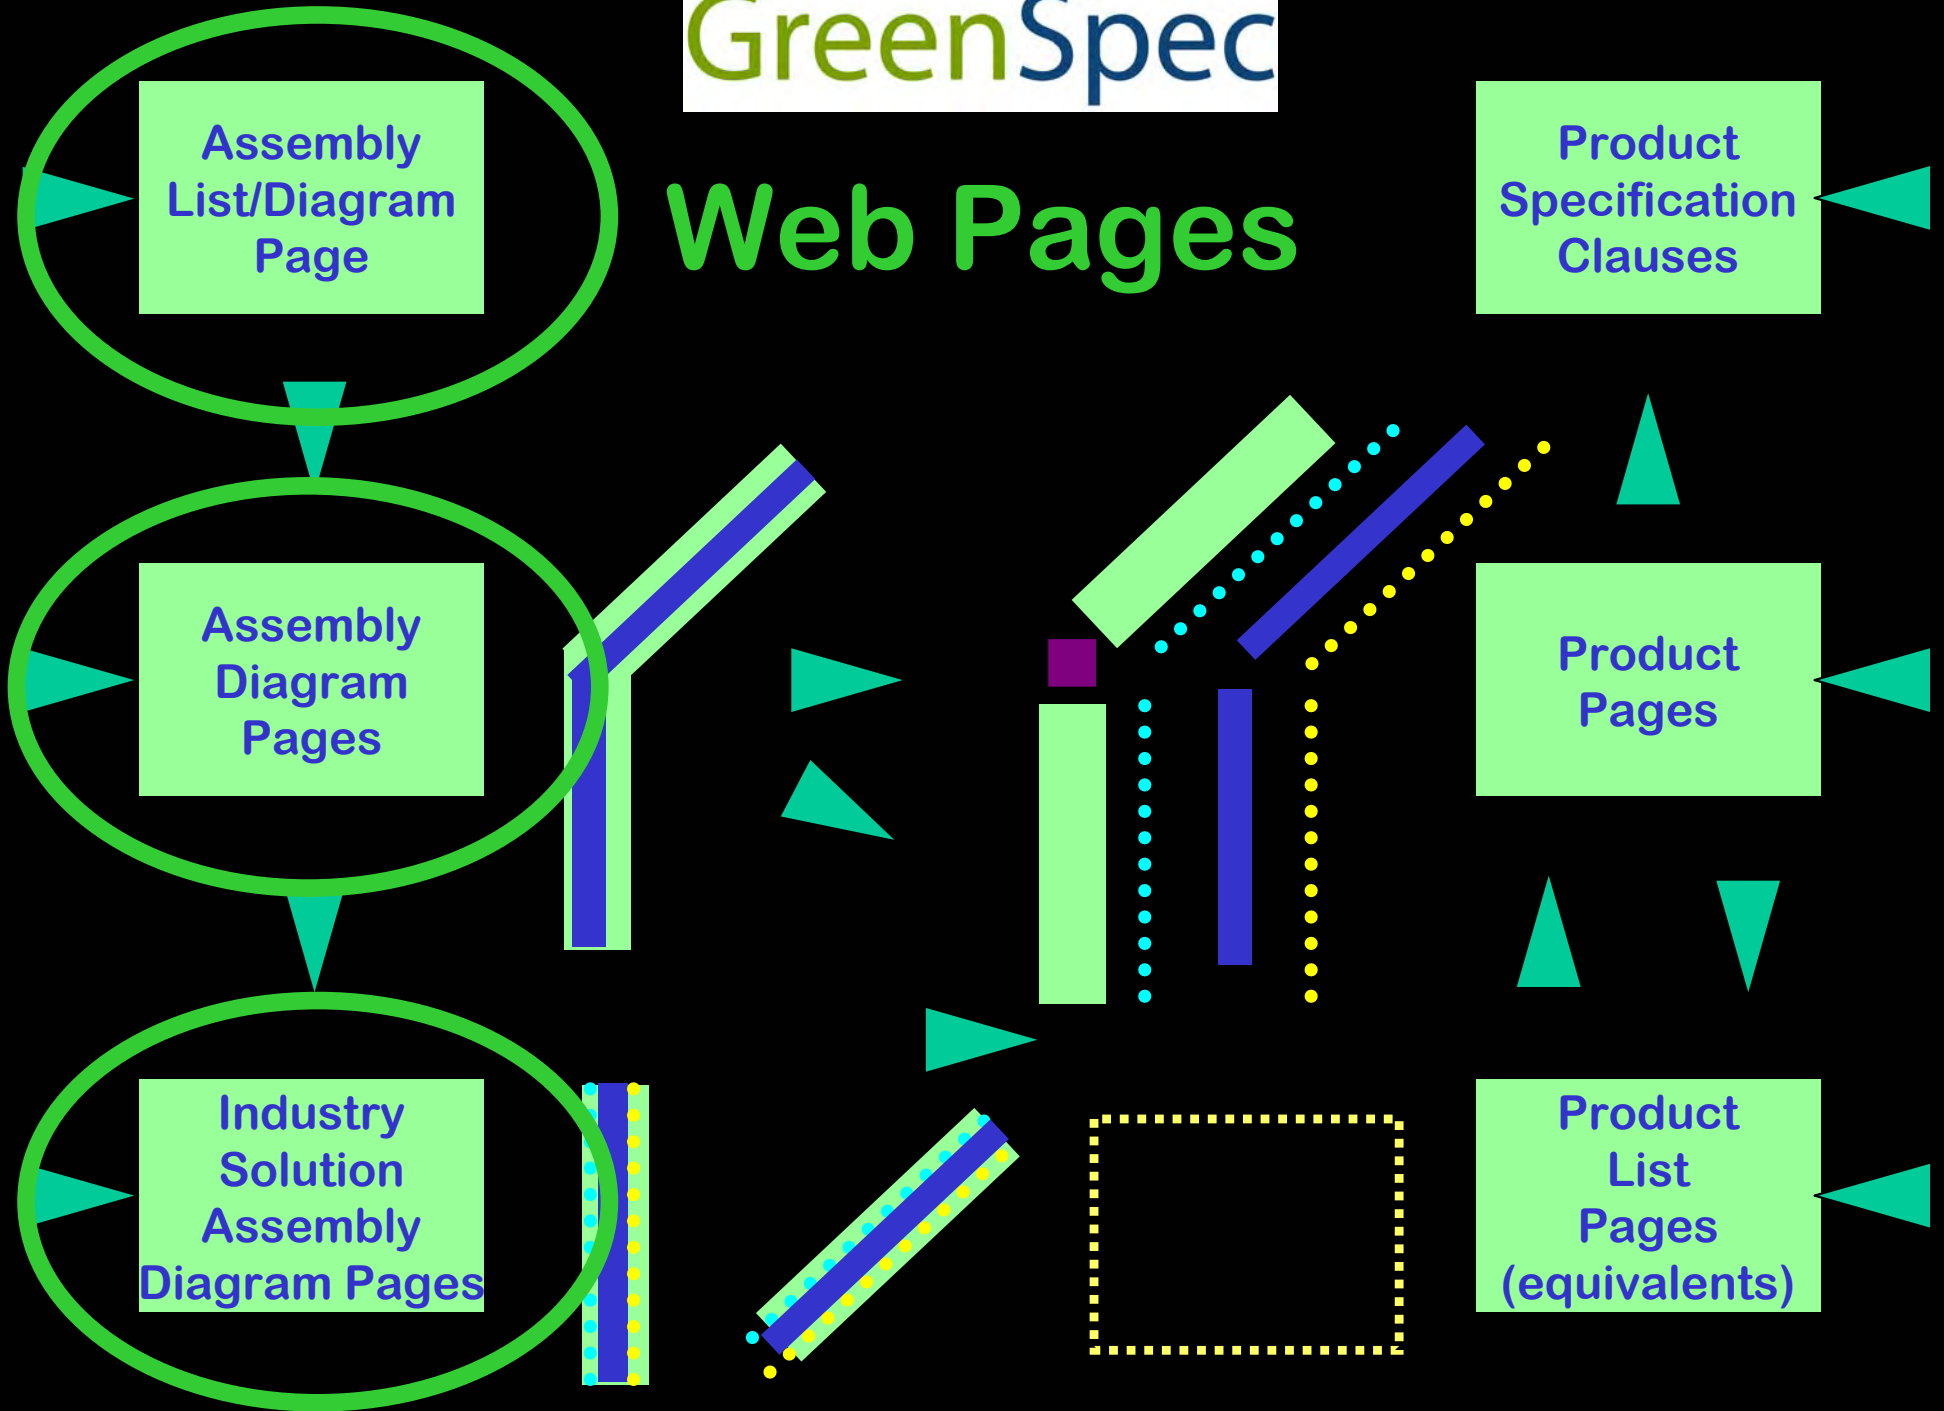 GreenSpec
Web Pages
Assembly
List/Diagram
Page
Product
Specification
Clauses
Assembly
Diagram
Pages
Product
Pages
Industry
Solution
Assembly
Diagram Pages
Product
List
Pages
(equivalents)